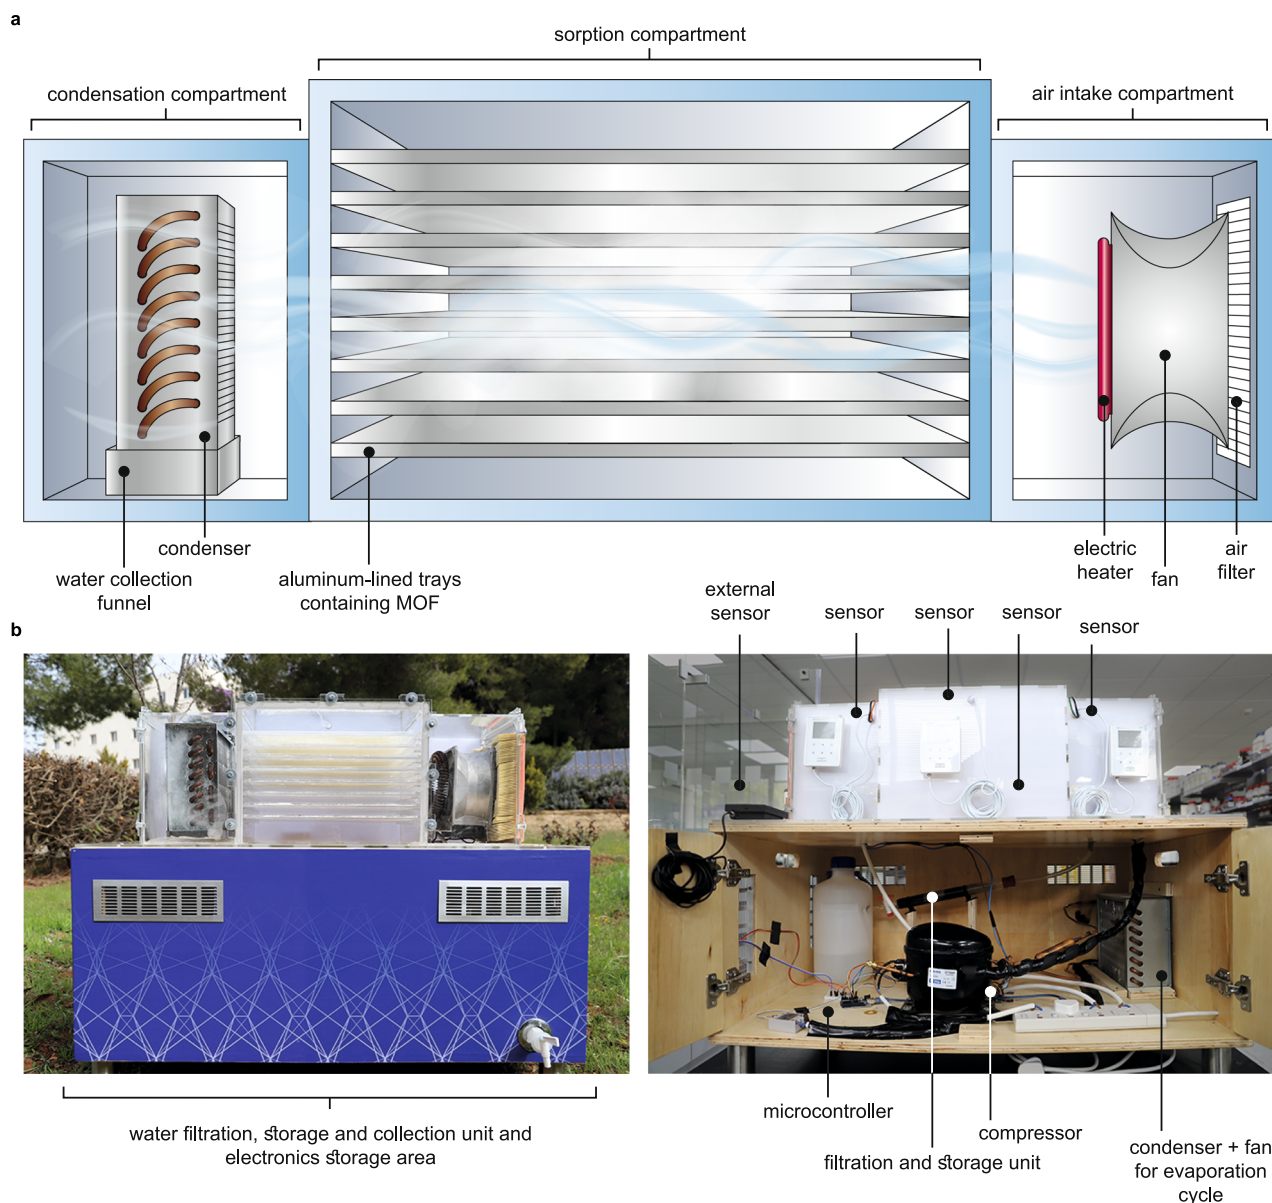 a
sorption compartment
condensation compartment
air intake compartment
condenser
water collection
funnel
aluminum-lined trays
containing MOF
electric
heater
fan
air
filter
b
external
sensor
sensor
sensor
sensor
sensor
microcontroller
compressor
filtration and storage unit
condenser + fan
for evaporation
cycle
water filtration, storage and collection unit and
electronics storage area